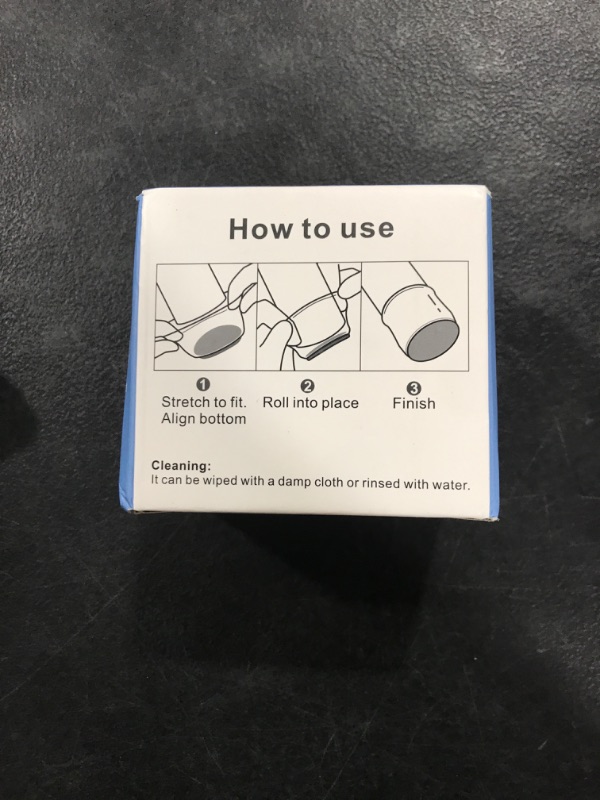 How to use
1 2 3
Stretch to fit. Roll into place Finish
Align bottom
Cleaning:
It can be wiped with a damp cloth or rinsed with water.